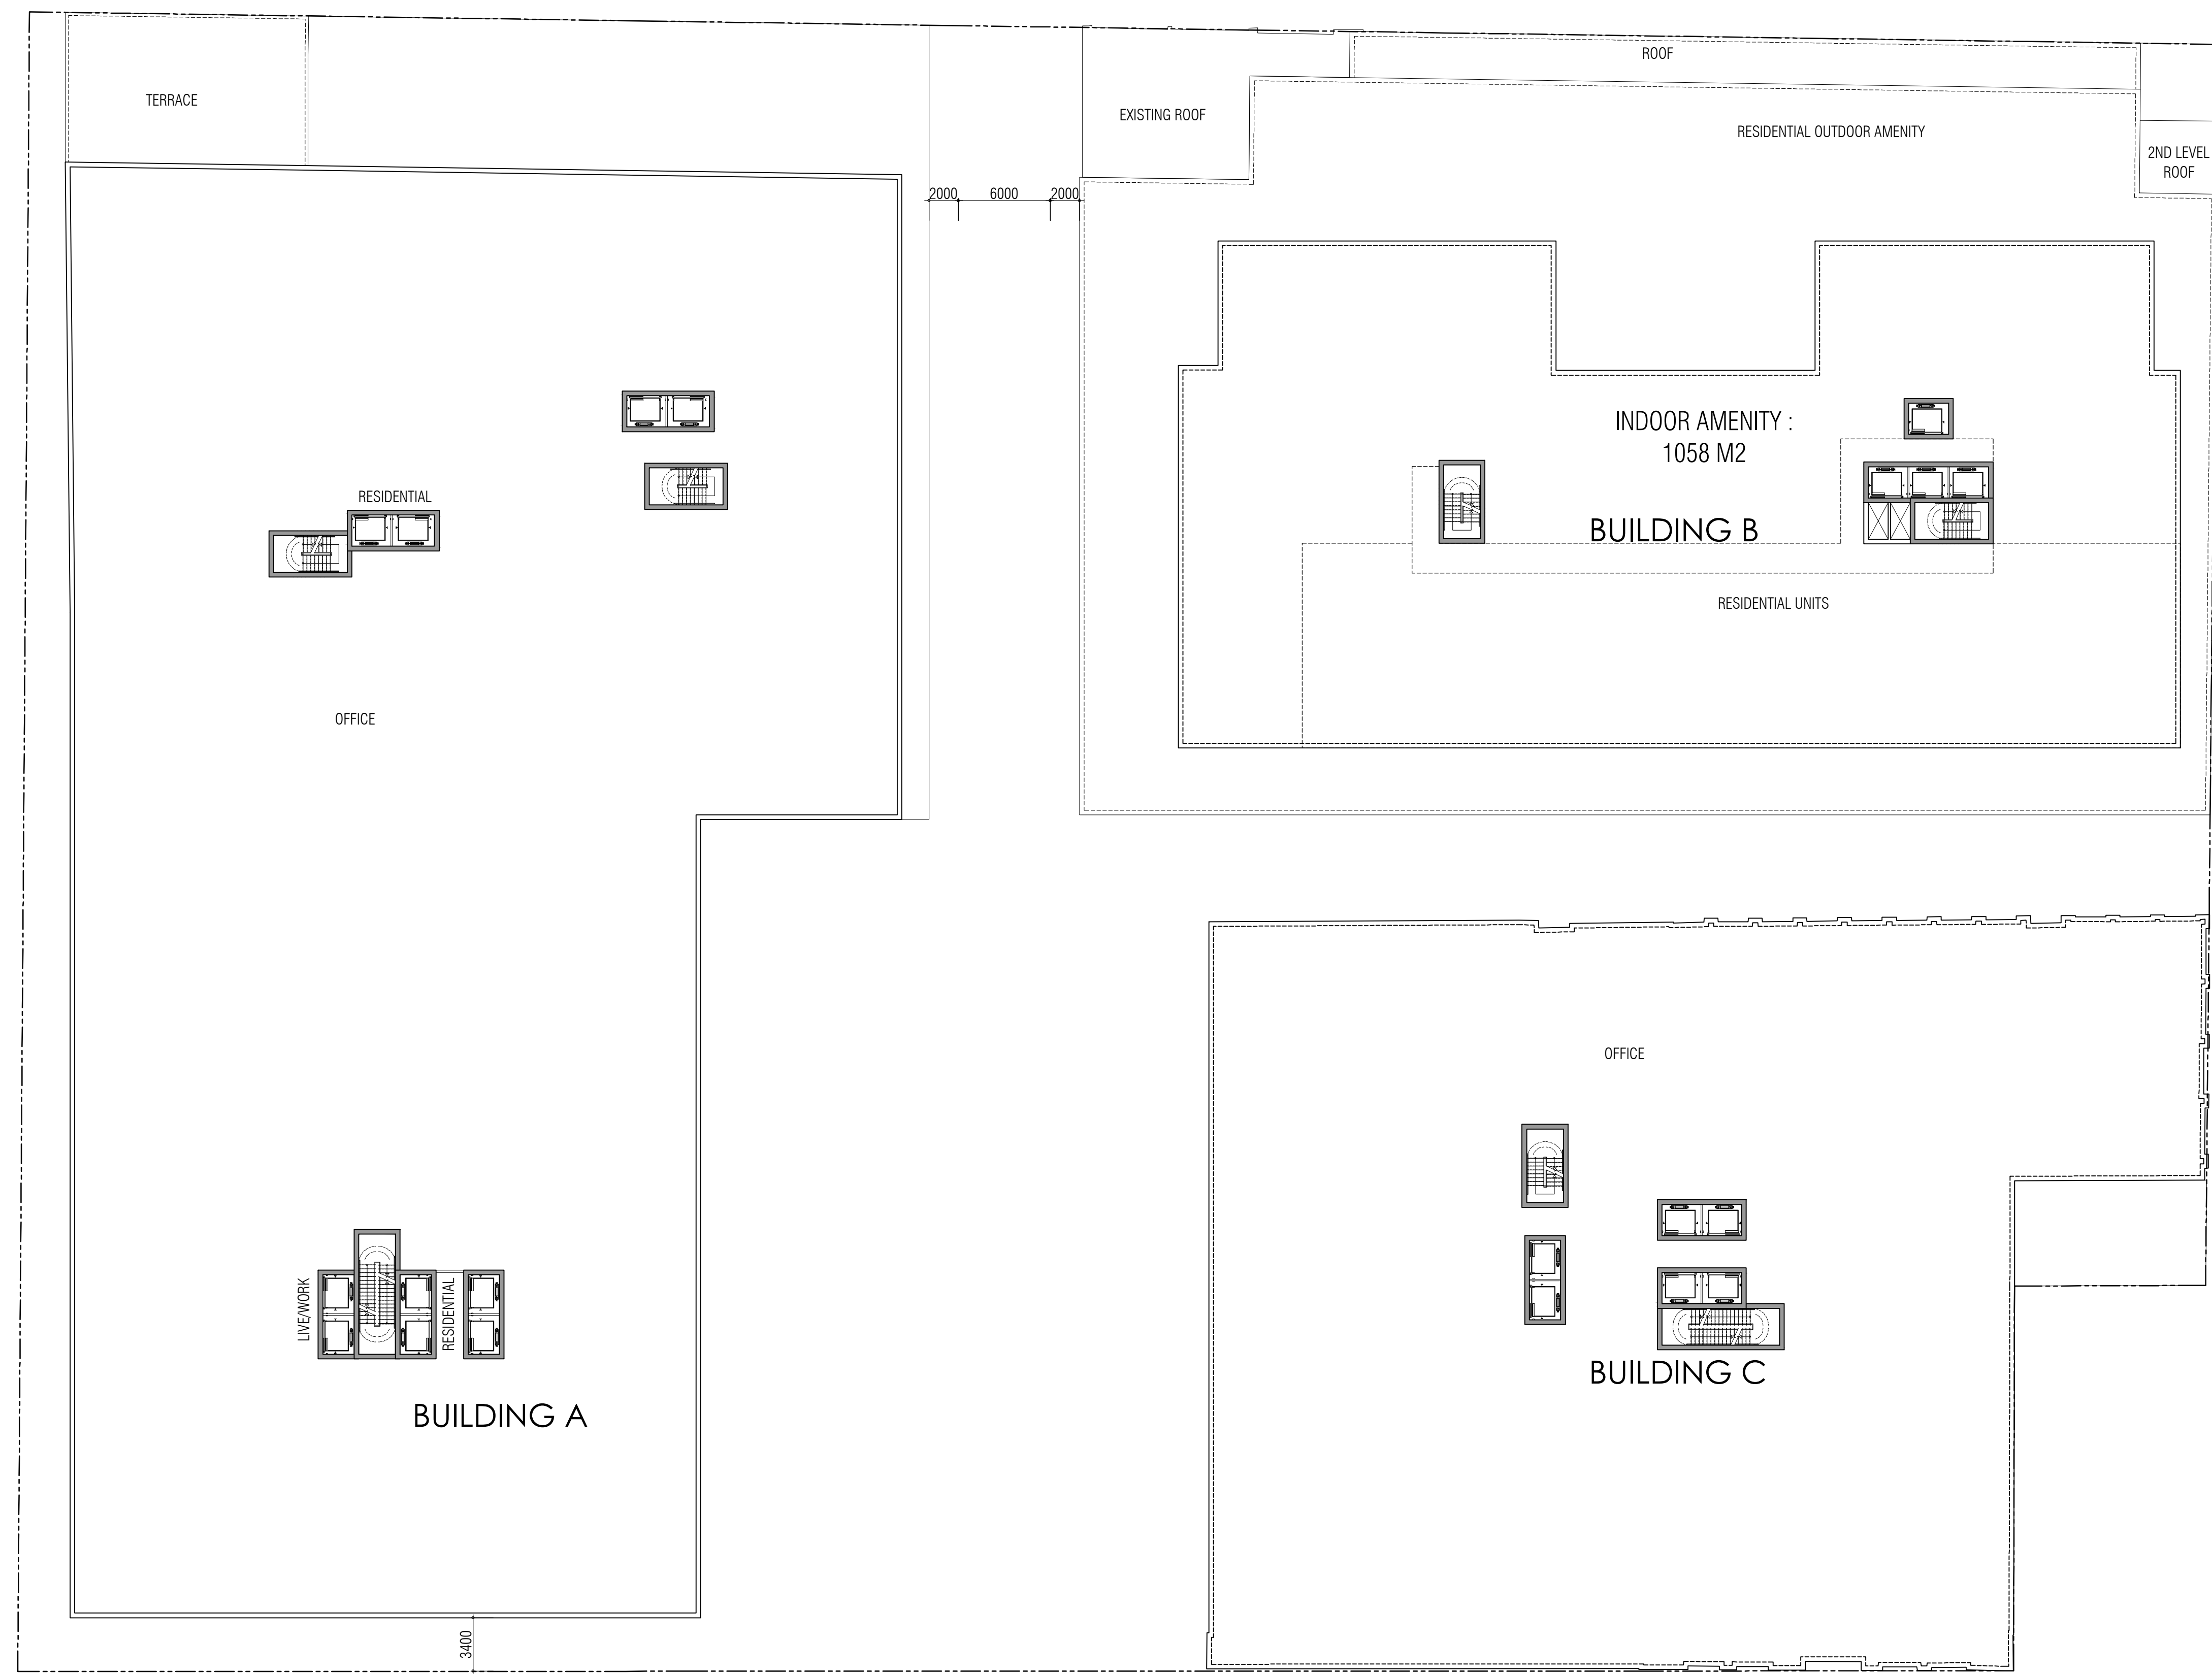 ROOF
TERRACE
EXISTING ROOF
RESIDENTIAL OUTDOOR AMENITY
2ND LEVEL
ROOF
2000
6000
2000
INDOOR AMENITY :
1058 M2
RESIDENTIAL
BUILDING B
RESIDENTIAL UNITS
OFFICE
OFFICE
LIVE/WORK
RESIDENTIAL
BUILDING C
BUILDING A
3400